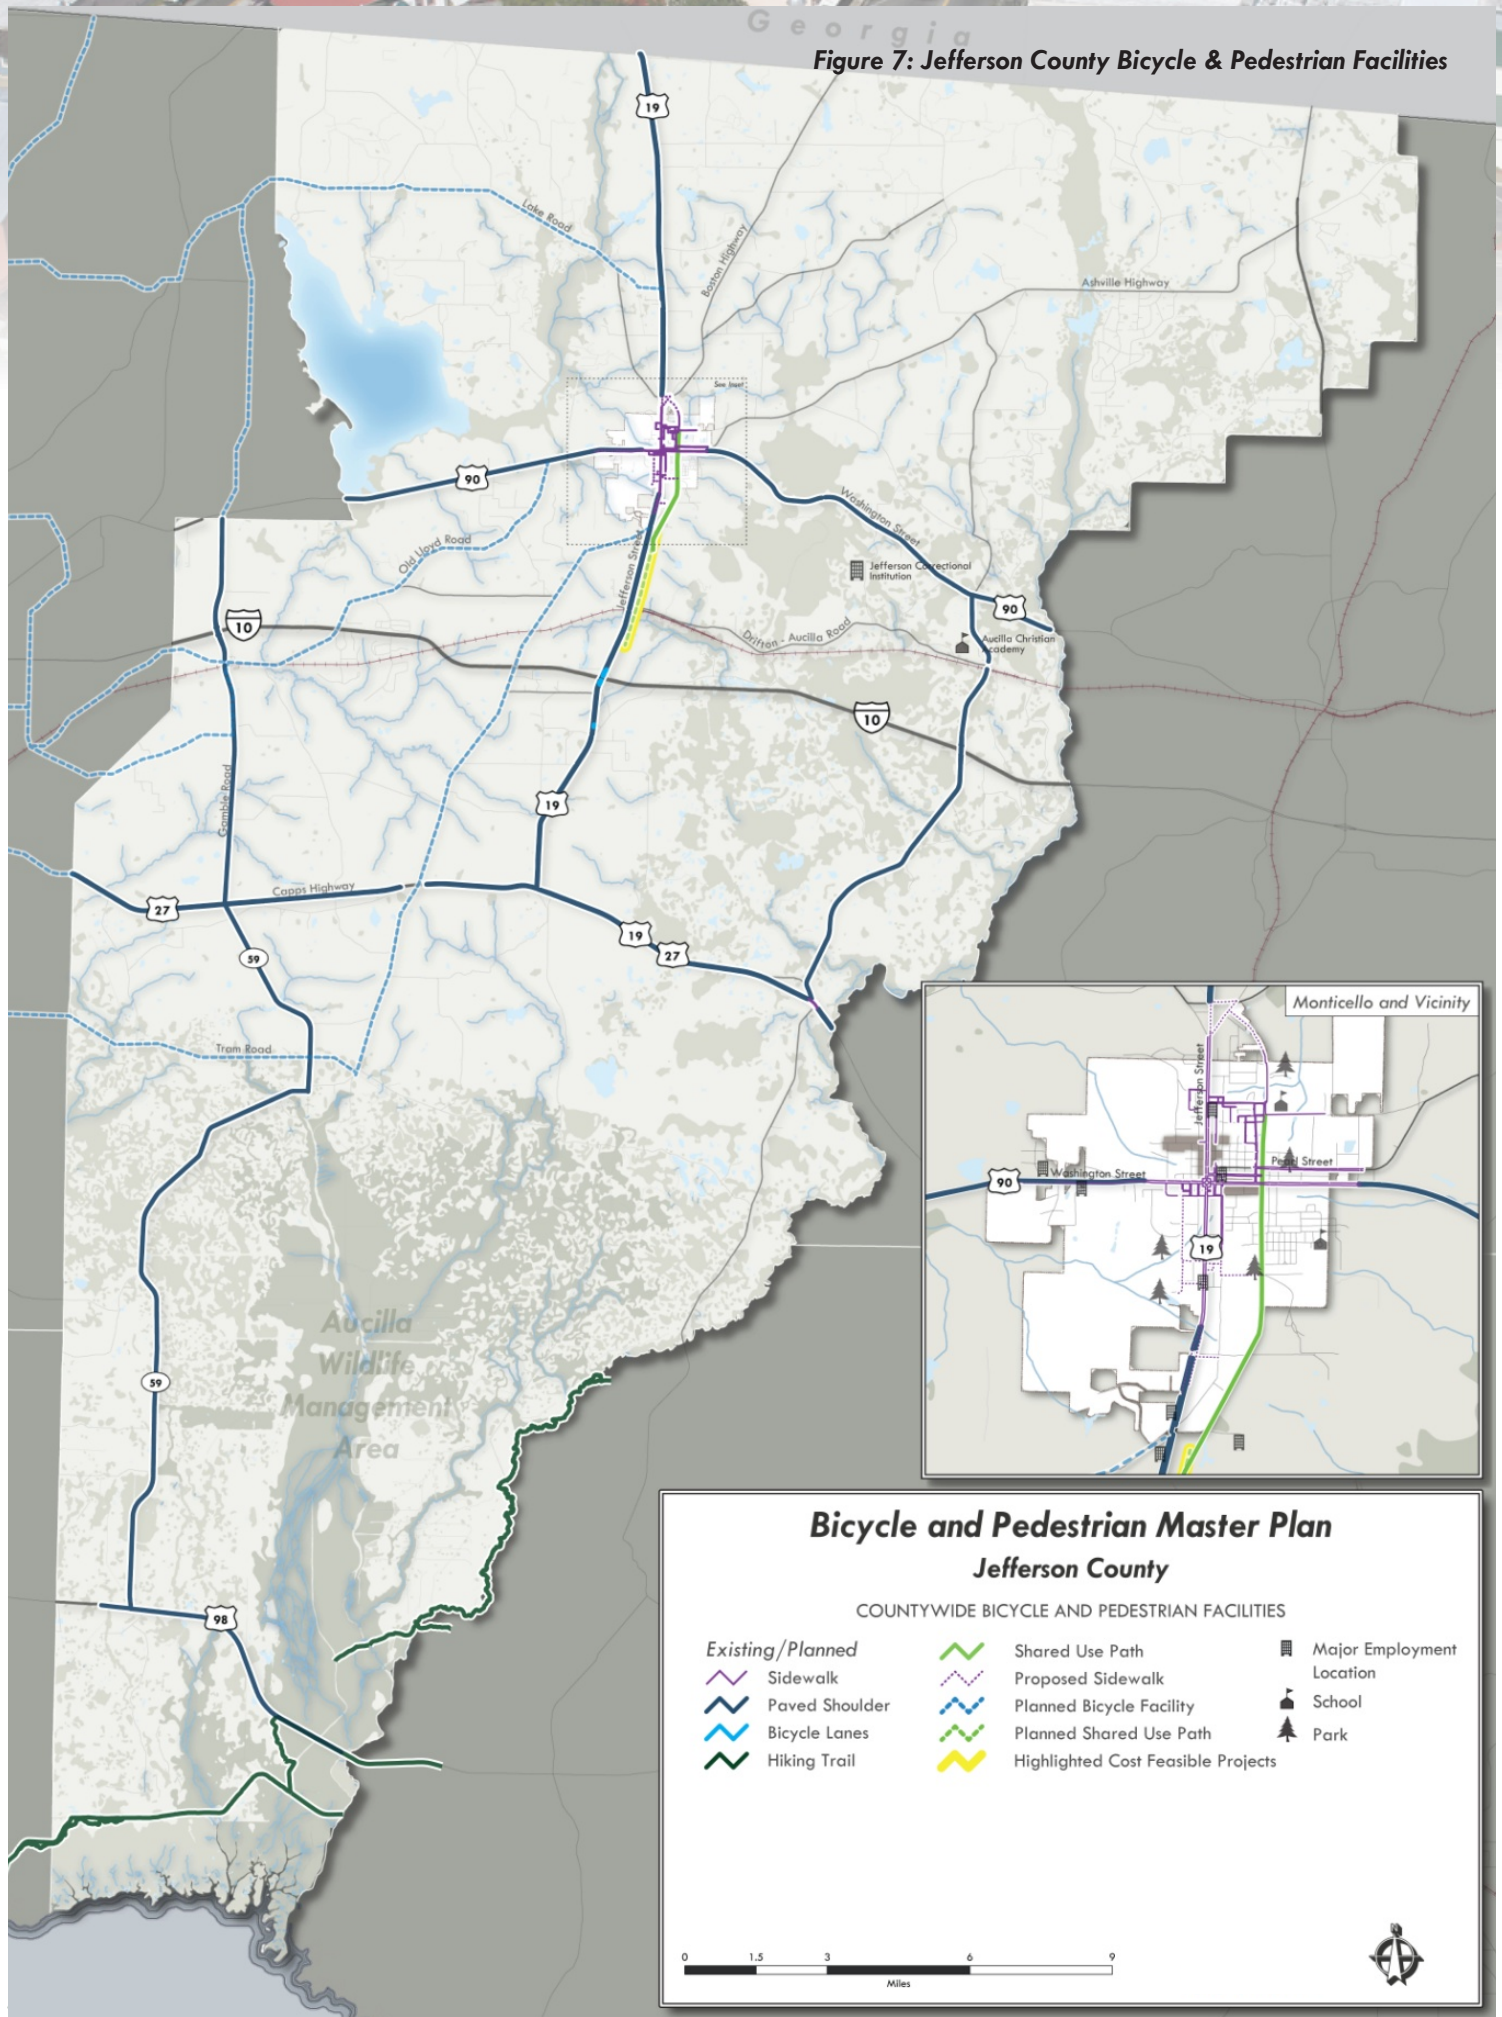 Georgia
Figure 7: Jefferson County Bicycle & Pedestrian Facilities
19
Lake Road
Boston Highway
Ashville Highway
See Inset
90
Washington Street
Old Lloyd Road
Jefferson Street
Jefferson Correctional
Institution
10
90
Drifton - Aucilla Road
Aucilla Christian
Academy
10
Gamble Road
19
Capps Highway
27
19
27
59
Tram Road
Monticello and Vicinity
Jefferson Street
Pearl Street
Washington Street
90
19
Aucilla
Wildlife
Management
Area
59
98
Bicycle and Pedestrian Master Plan
Jefferson County
COUNTYWIDE BICYCLE AND PEDESTRIAN FACILITIES
Existing/Planned
Sidewalk
Paved Shoulder
Bicycle Lanes
Hiking Trail
Shared Use Path
Proposed Sidewalk
Planned Bicycle Facility
Planned Shared Use Path
Highlighted Cost Feasible Projects
Major Employment
Location
School
Park
0 1.5 3 6 9
Miles